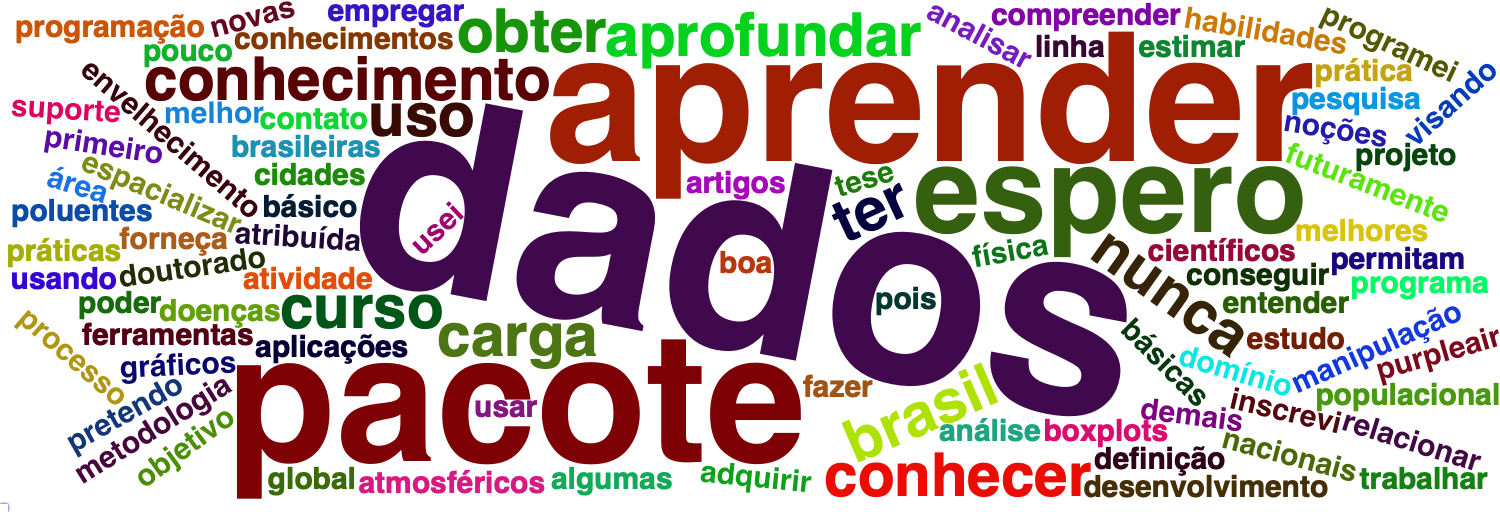 programação
novas
empregar
obter
aprofundar
analisar
compreender
habilidades
programei
pouco
conhecimentos
linha
estimar
envelhecimento
conhecimento
aprender
prática
visando
suporte
melhor
contato
uso
pesquisa
primeiro
brasileiras
dados
noções
projeto
área
espacializar
cidades
artigos
tese
espero
futuramente
poluentes
básico
usei
ter
práticas
forneça
atribuída
boa
física
nunca
científicos
melhores
usando
doutorado
atividade
conseguir
permitam
poder
doenças
curso
pois
entender
programa
processo
ferramentas
aplicações
carga
básicas
estudo
manipulação
gráficos
pacote
domínio
purpleair
pretendo
metodologia
objetivo
usar
fazer
brasil
populacional
análise
boxplots
demais
inscrevi
relacionar
global
atmosféricos
algumas
adquirir
conhecer
definição
nacionais
desenvolvimento
trabalhar